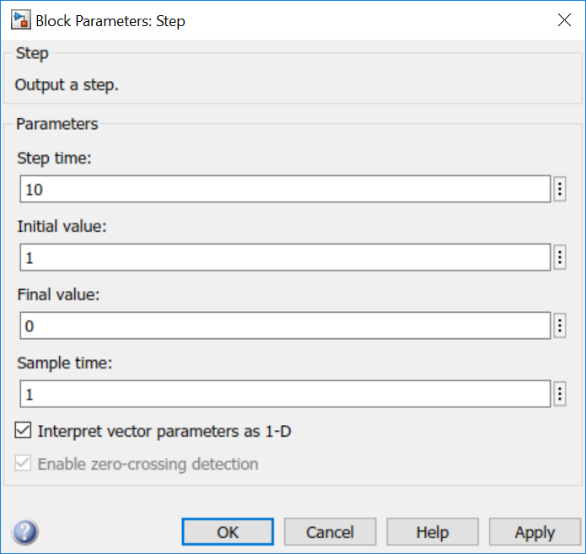 Block Parameters: Step
Step
Output a step.
Parameters
Step time:
10
Initial value:
1
Final value:
0
Sample time:
1
Interpret vector parameters as 1-D
Enable zero-crossing detection
OK Cancel Help Apply